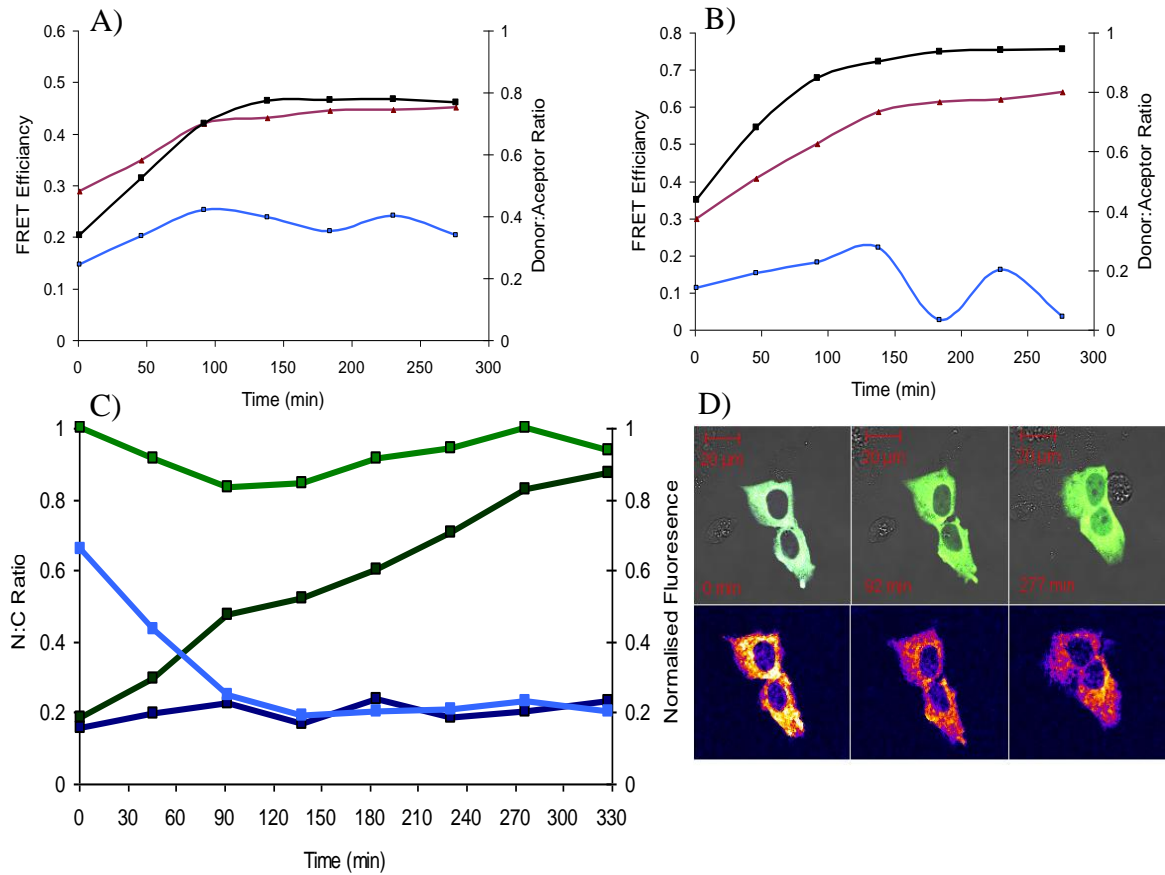 A)
0.6
0.5
0.4
0.3
0.2
0.1
0
FRET Efficiancy
0 50 100 150 200 250 300
Time (min)
1
0.8
0.6
0.4
0.2
0
Donor:Aceptor Ratio
B)
0.8
0.7
0.6
0.5
0.4
0.3
0.2
0.1
0
FRET Efficiancy
0 50 100 150 200 250 300
Time (min)
1
0.8
0.6
0.4
0.2
0
Donor:Aceptor Ratio
C)
1
0.8
0.6
0.4
0.2
0
N:C Ratio
0 30 60 90 120 150 180 210 240 270 300 330
Time (min)
1
0.8
0.6
0.4
0.2
0
Normalised Fluoresence
D)
20 µm
20 µm
20 µm
0 min
92 min
277 min